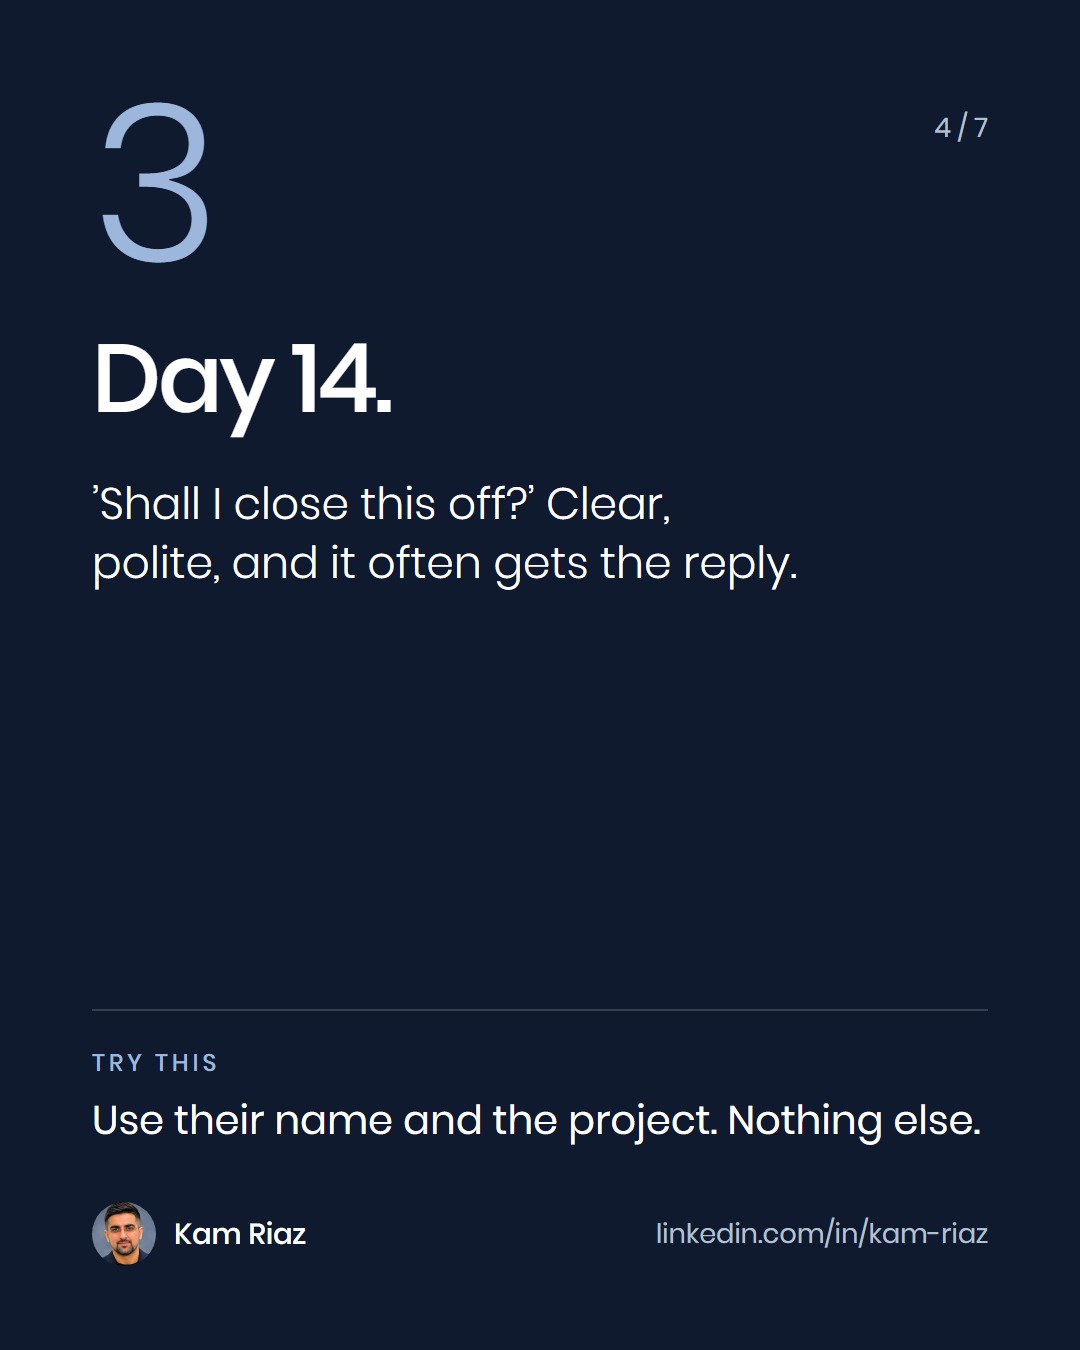 3
4 / 7
Day 14.
’Shall I close this off?’ Clear,
polite, and it often gets the reply.
TRY THIS
Use their name and the project. Nothing else.
Kam Riaz
linkedin.com/in/kam-riaz